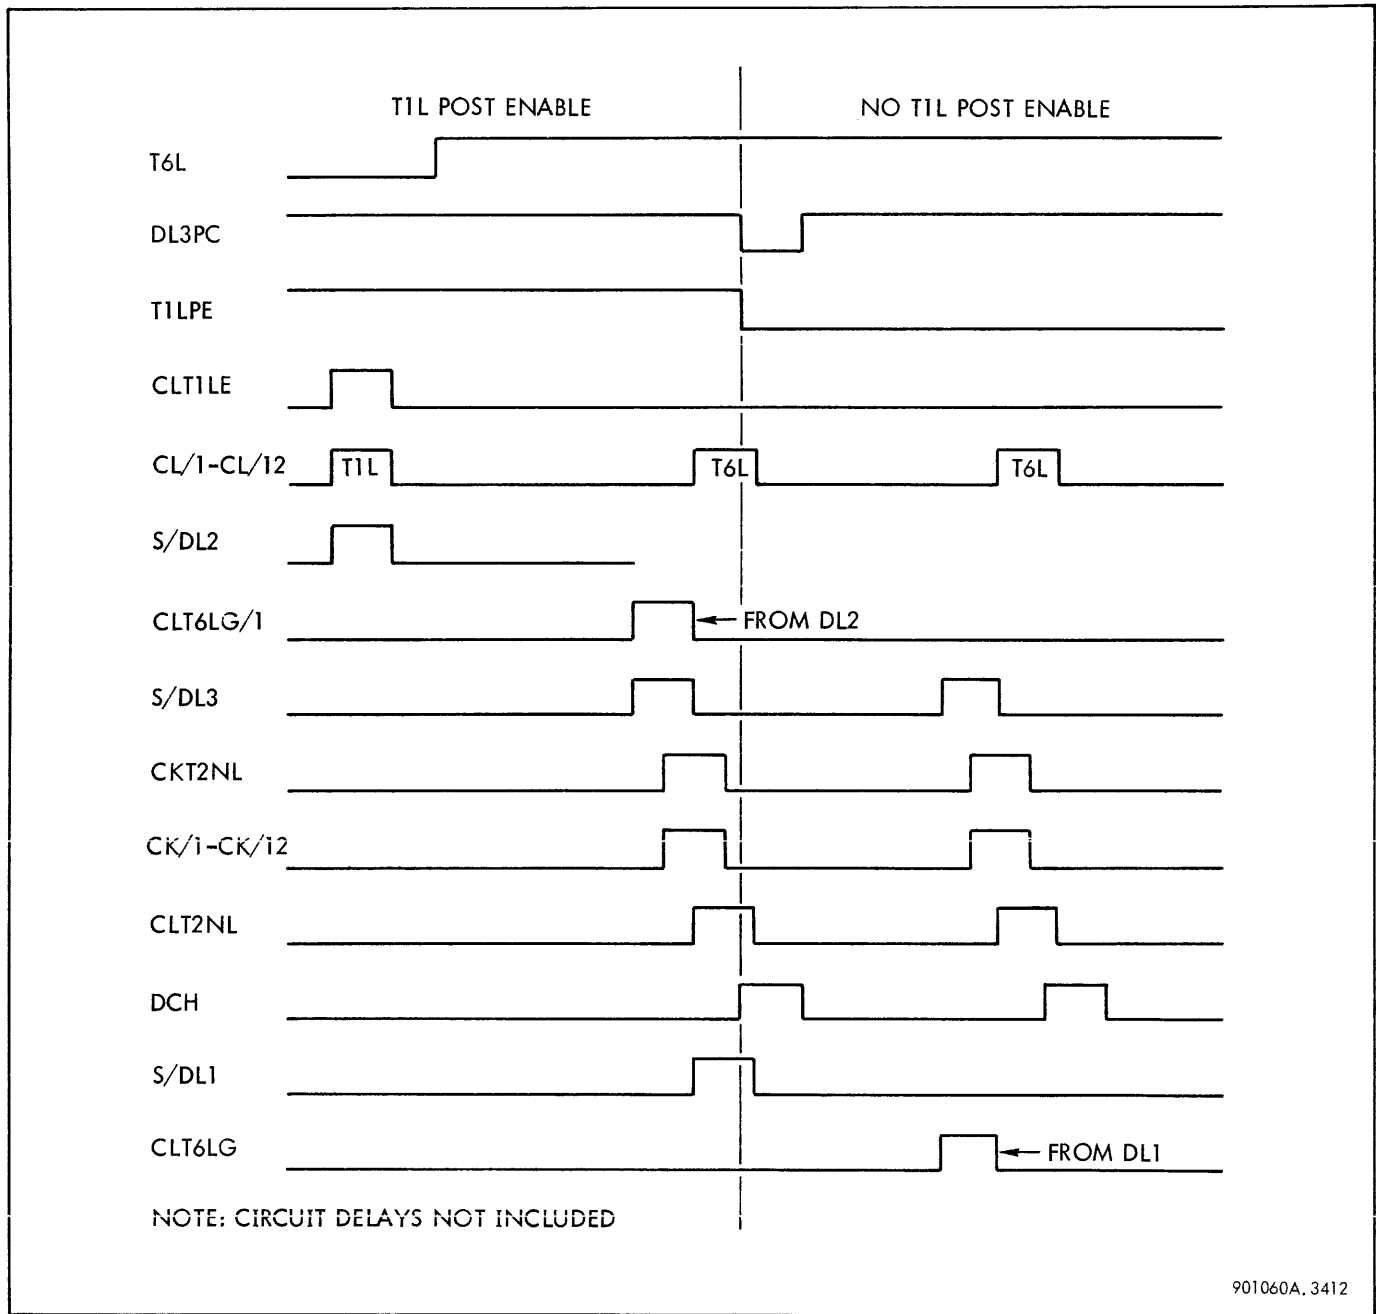 T1L POST ENABLE
NO T1L POST ENABLE
T6L
DL3PC
T1LPE
CLT1LE
CL/1-CL/12
T1L
T6L
T6L
S/DL2
CLT6LG/1
FROM DL2
S/DL3
CKT2NL
CK/1-CK/12
CLT2NL
DCH
S/DL1
CLT6LG
FROM DL1
NOTE: CIRCUIT DELAYS NOT INCLUDED
901060A. 3412